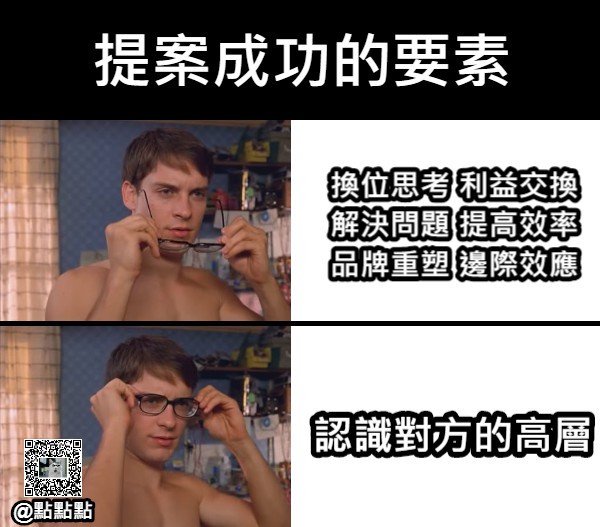 提案成功的要素
換位思考 利益交換
解決問題 提高效率
品牌重塑 邊際效應
認識對方的高層
@點點點